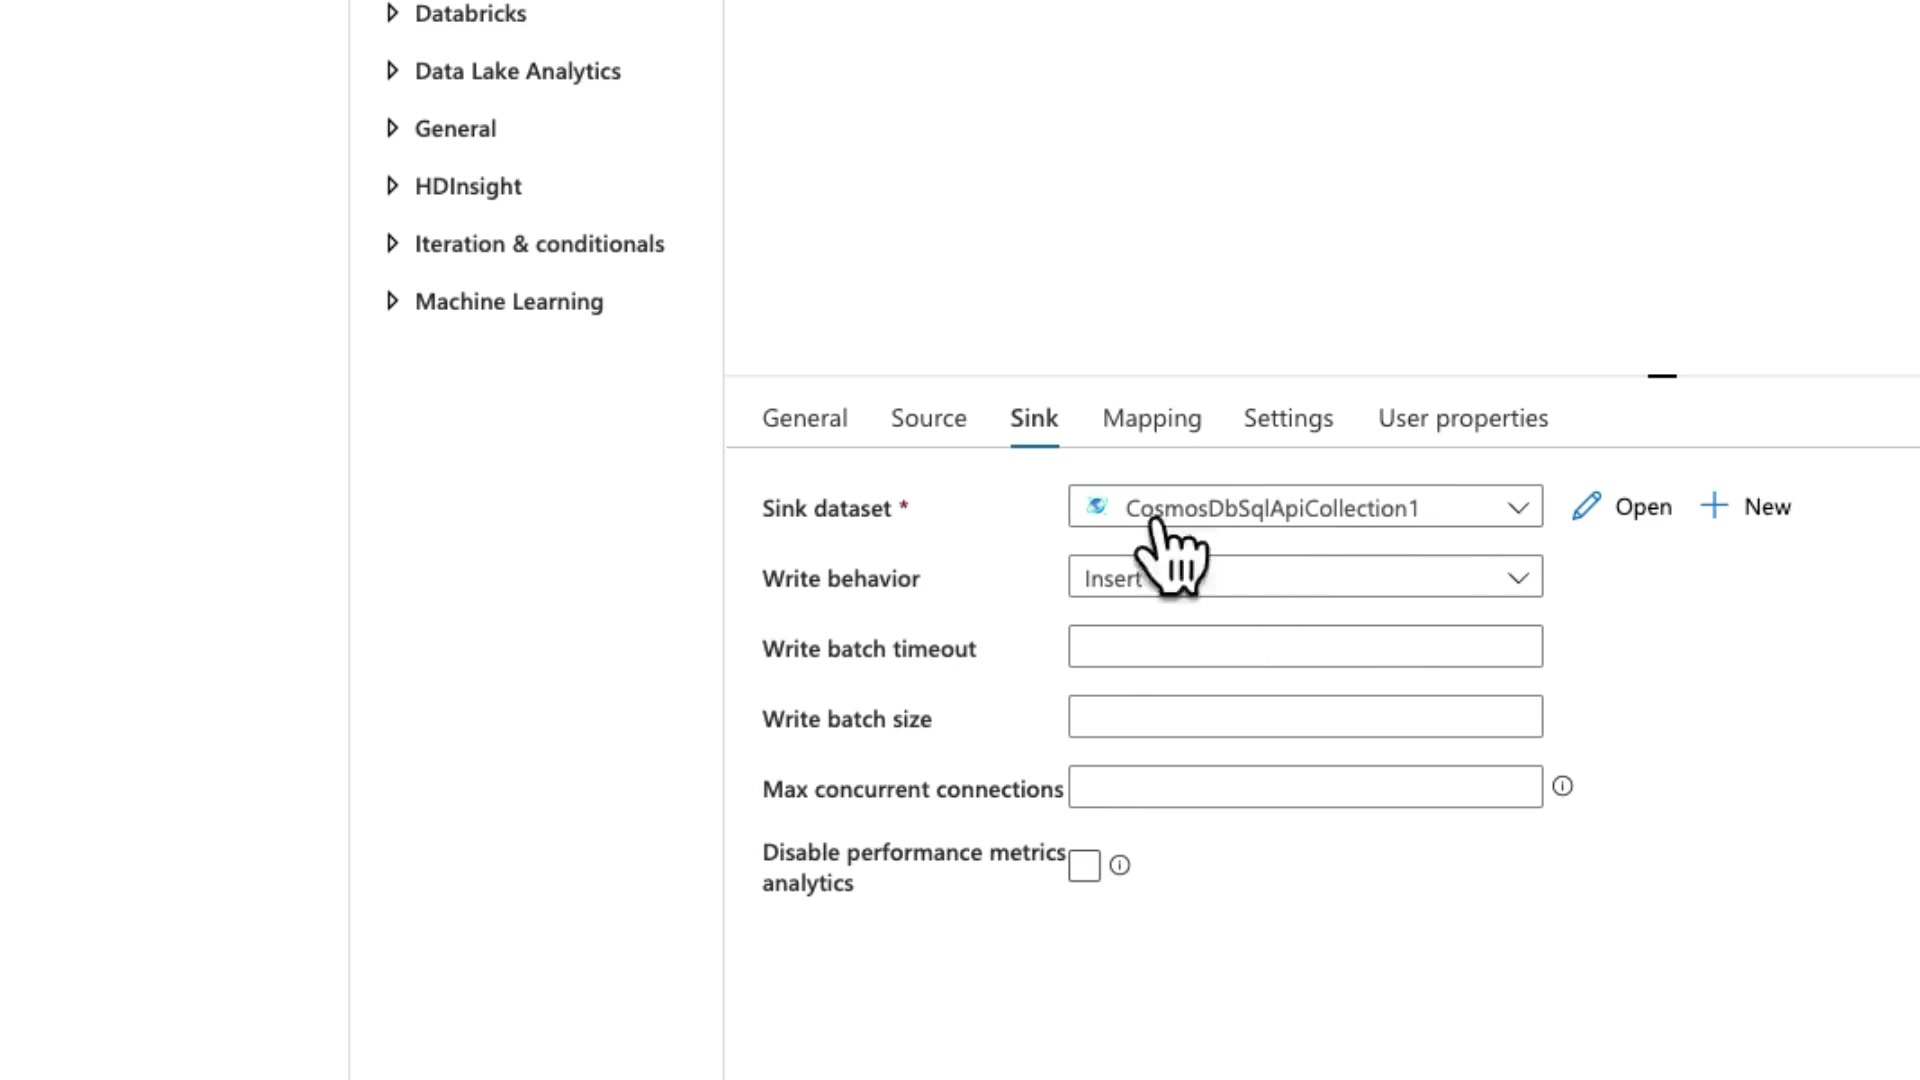 Databricks
Data Lake Analytics
General
HDInsight
Iteration & conditionals
Machine Learning
General Source Sink Mapping Settings User properties
Sink dataset * CosmosDbSqlApiCollection1 Open New
Write behavior Insert
Write batch timeout
Write batch size
Max concurrent connections
Disable performance metrics
analytics